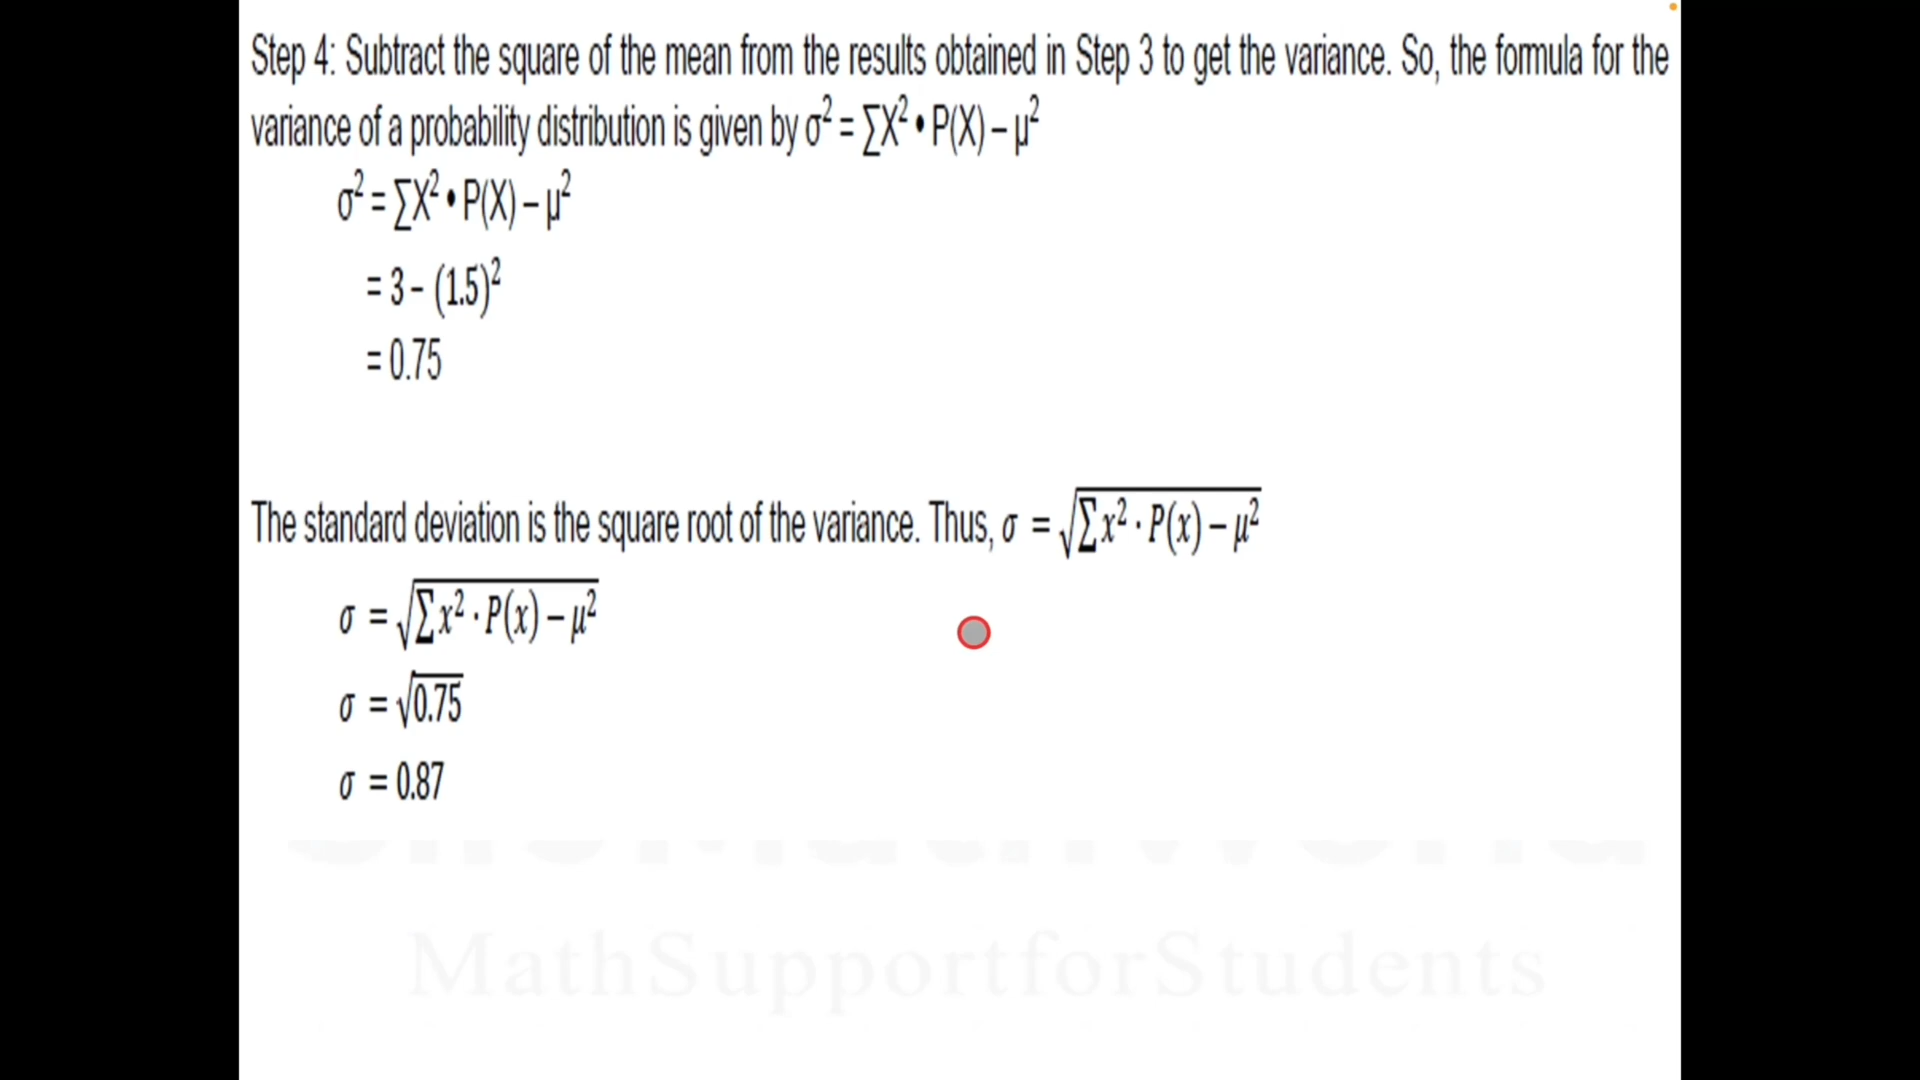 Step 4: Subtract the square of the mean from the results obtained in Step 3 to get the variance. So, the formula for the
variance of a probability distribution is given by σ² = ∑X² • P(X) – μ²
σ² = ∑X² • P(X) – μ²
= 3 – (1.5)²
= 0.75
The standard deviation is the square root of the variance. Thus, σ = √∑x² · P(x) – μ²
σ = √∑x² · P(x) – μ²
σ = √0.75
σ = 0.87
MathSupportforStudents